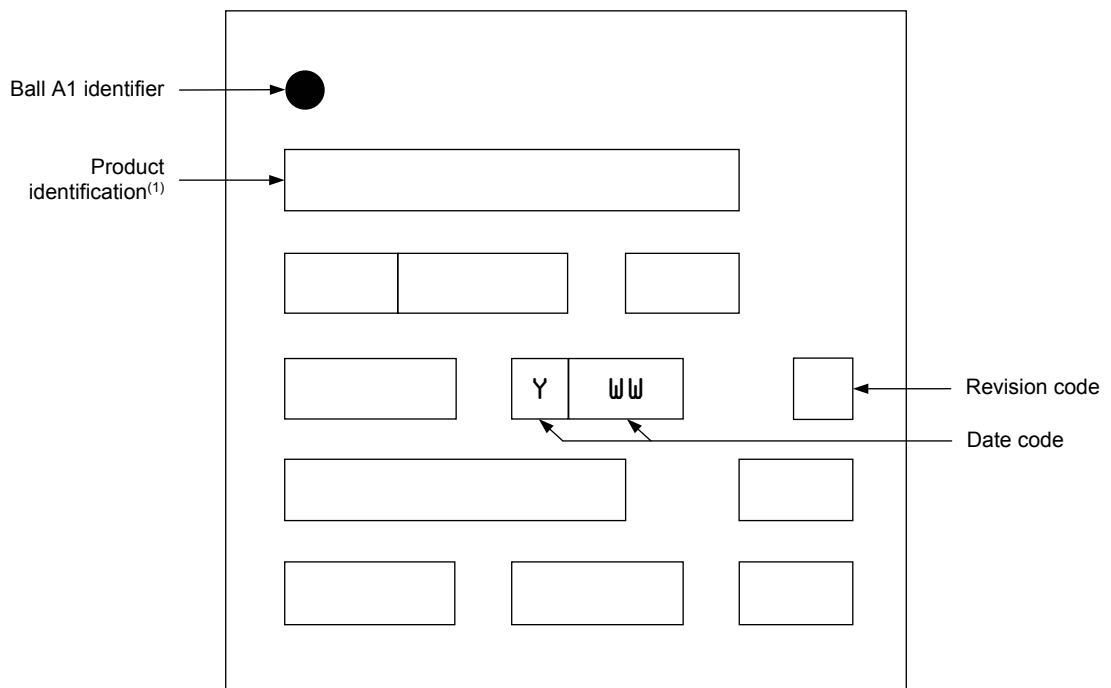 Ball A1 identifier
Product
identification(1)
Y WW
Revision code
Date code